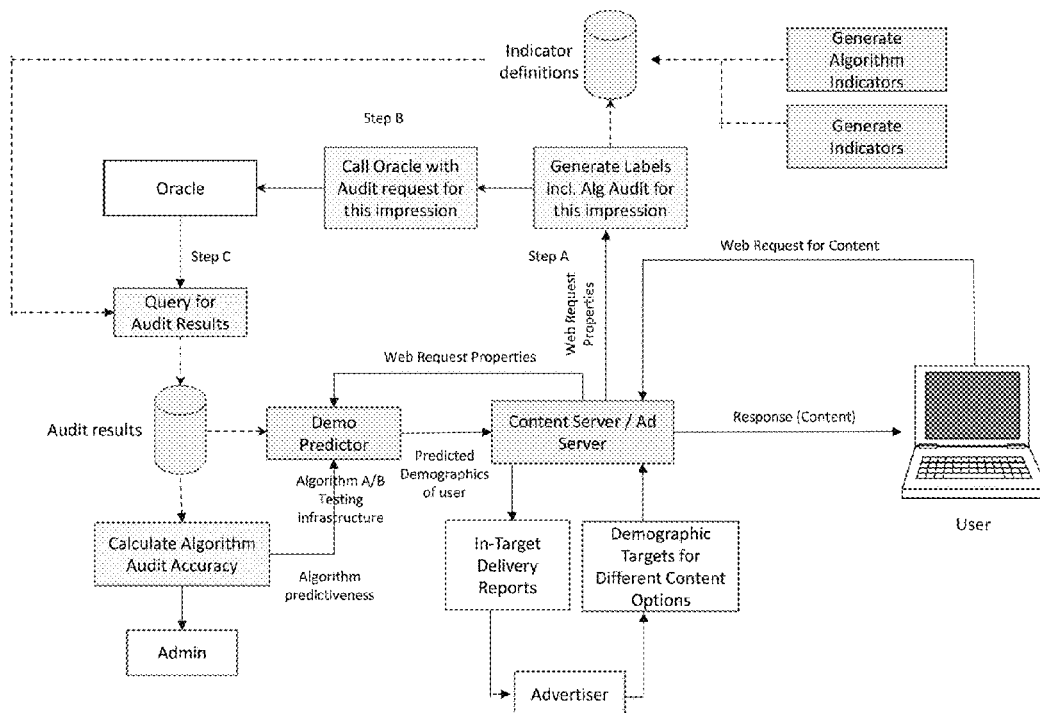 Indicator
definitions
Generate
Algorithm
Indicators
Generate
Indicators
Step B
Oracle
Call Oracle with
Audit request for
this impression
Generate Labels
incl. Alg Audit for
this impression
Step C
Step A
Web Request for Content
Query for
Audit Results
Web Request
Properties
Web Request Properties
Audit results
Demo
Predictor
Content Server / Ad
Server
Response (Content)
Predicted
Demographics
of user
Algorithm A/B
Testing
infrastructure
User
Calculate Algorithm
Audit Accuracy
In-Target
Delivery
Reports
Demographic
Targets for
Different Content
Options
Algorithm
predictiveness
Admin
Advertiser